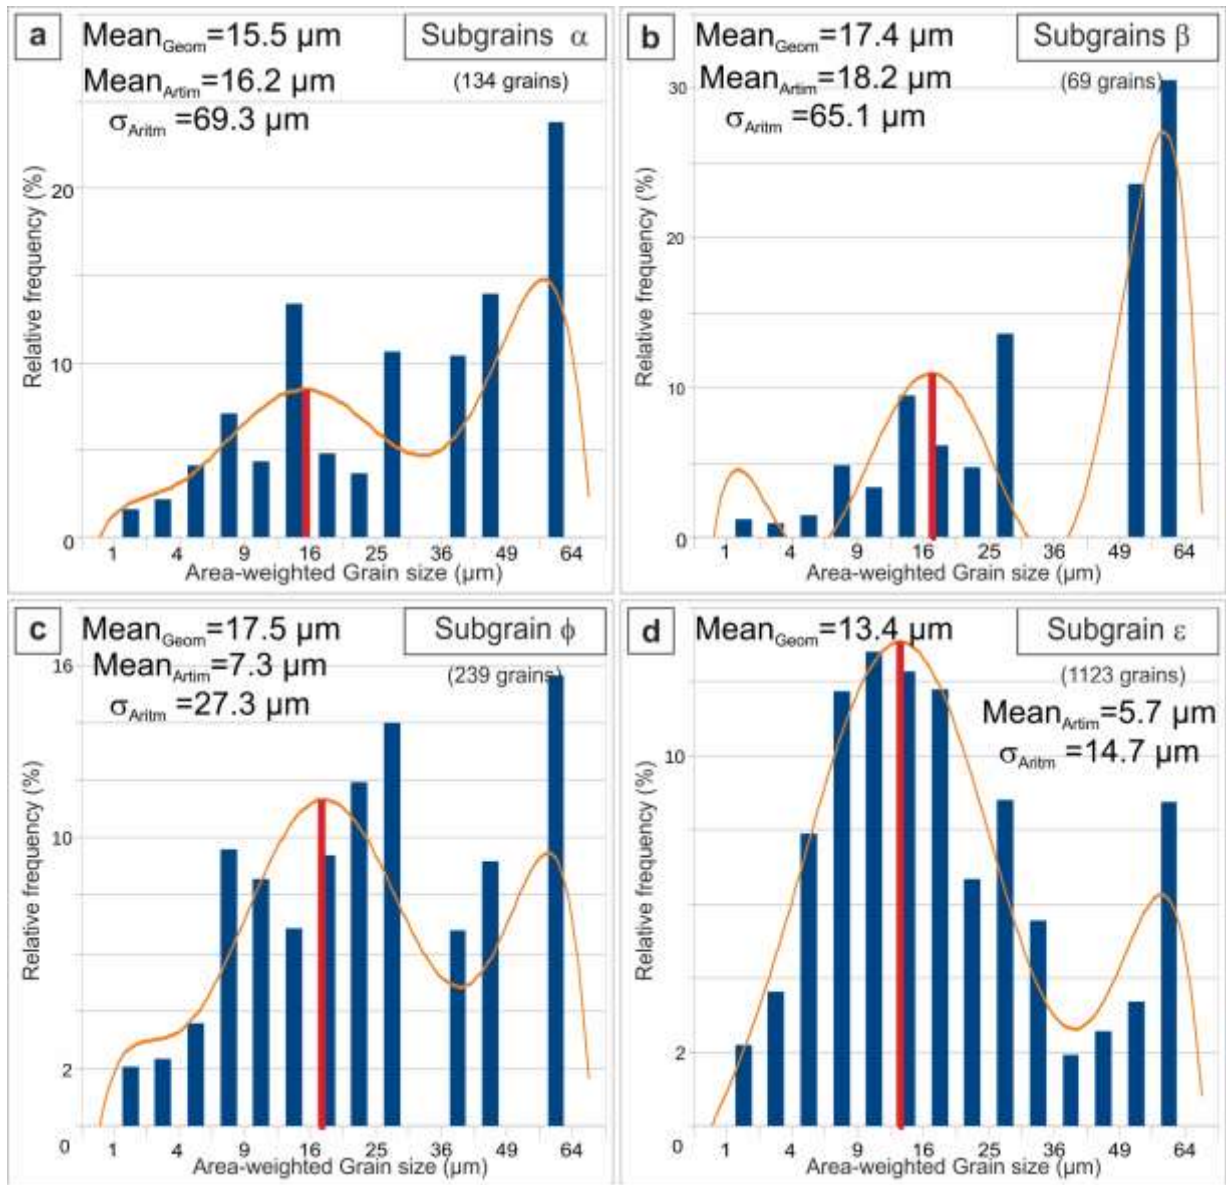 a
Mean_Geom=15.5 µm
Subgrains α
Mean_Artim=16.2 µm
(134 grains)
σ_Aritm =69.3 µm
Relative frequency (%)
20
10
0
1 4 9 16 25 36 49 64
Area-weighted Grain size (µm)
b
Mean_Geom=17.4 µm
Subgrains β
Mean_Artim=18.2 µm
(69 grains)
σ_Aritm =65.1 µm
Relative frequency (%)
30
20
10
0
1 4 9 16 25 36 49 64
Area-weighted Grain size (µm)
c
Mean_Geom=17.5 µm
Subgrain ϕ
Mean_Artim=7.3 µm
(239 grains)
σ_Aritm =27.3 µm
Relative frequency (%)
16
10
2
0
1 4 9 16 25 36 49 64
Area-weighted Grain size (µm)
d
Mean_Geom=13.4 µm
Subgrain ε
(1123 grains)
Mean_Artim=5.7 µm
σ_Aritm =14.7 µm
Relative frequency (%)
10
2
0
1 4 9 16 25 36 49 64
Area-weighted Grain size (µm)